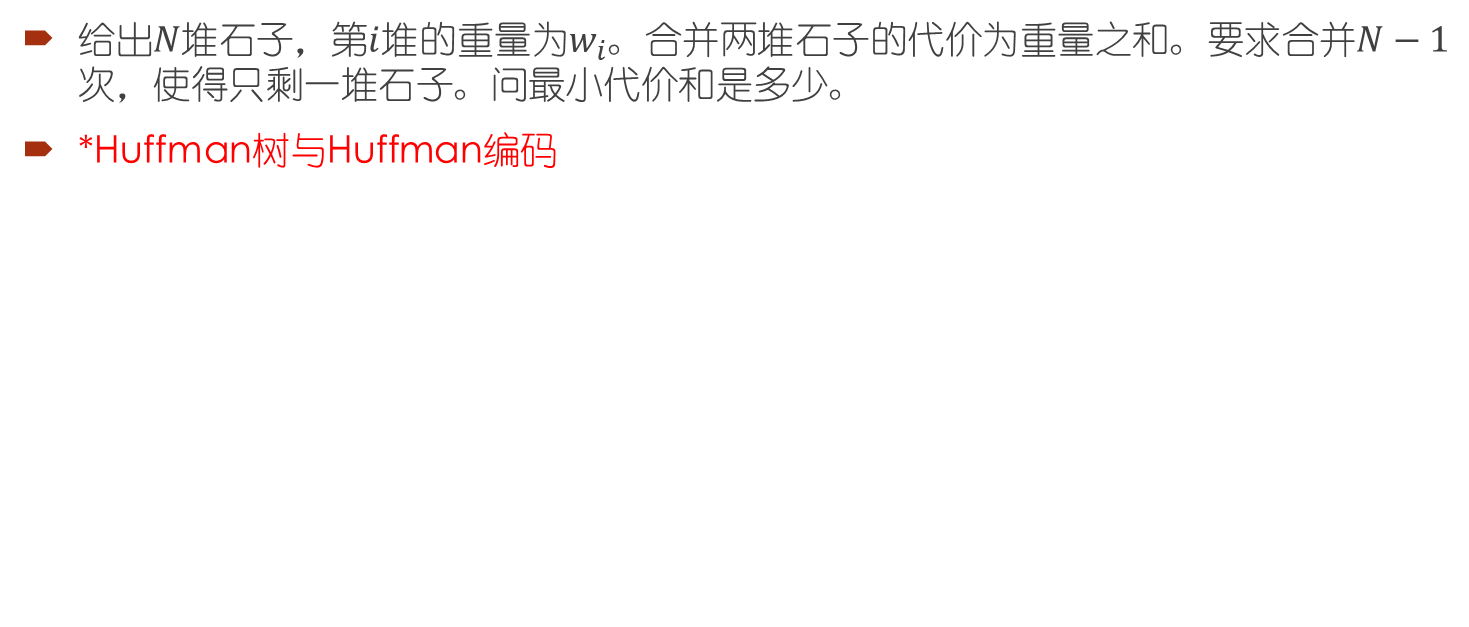 给出N堆石子，第i堆的重量为wᵢ。合并两堆石子的代价为重量之和。要求合并N − 1
次，使得只剩一堆石子。问最小代价和是多少。
*Huffman树与Huffman编码